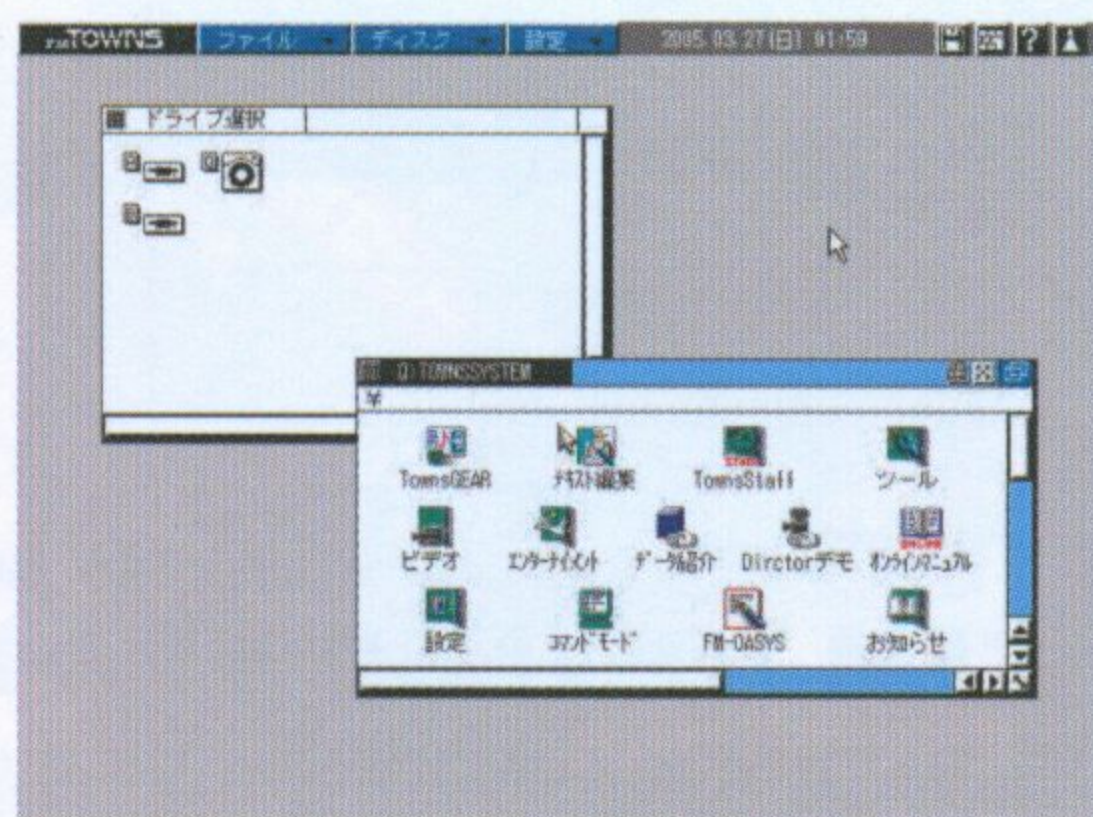 FM TOWNS ファイル ディスク 設定 2005.03.27(日) 01:59 ?
ドライブ選択
Q
Q:TOWNSSYSTEM
¥
TownsGEAR テキスト編集 TownsStaff ツール
ビデオ エンターテイメント データ紹介 Dirctorデモ オンラインマニュアル
設定 コマンドモード FM-OASYS お知らせ